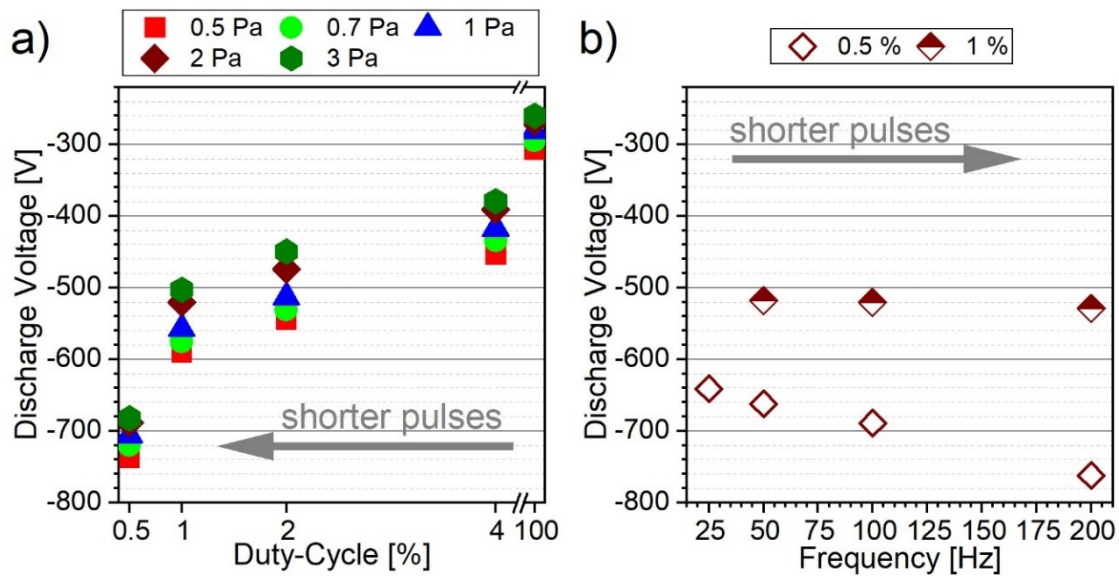 a)
0.5 Pa 0.7 Pa 1 Pa
2 Pa 3 Pa
Discharge Voltage [V]
-300
-400
-500
-600
-700
-800
shorter pulses
0.5 1 2 4 100
Duty-Cycle [%]
b)
0.5 % 1 %
Discharge Voltage [V]
-300
-400
-500
-600
-700
-800
shorter pulses
25 50 75 100 125 150 175 200
Frequency [Hz]